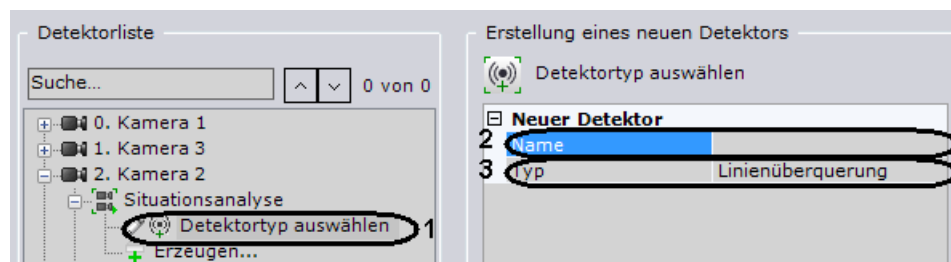 Detektorliste
Suche...
0 von 0
0. Kamera 1
1. Kamera 3
2. Kamera 2
Situationsanalyse
Detektortyp auswählen 1
Erzeugen...
Erstellung eines neuen Detektors
Detektortyp auswählen
Neuer Detektor
2 Name
3 Typ Linienüberquerung